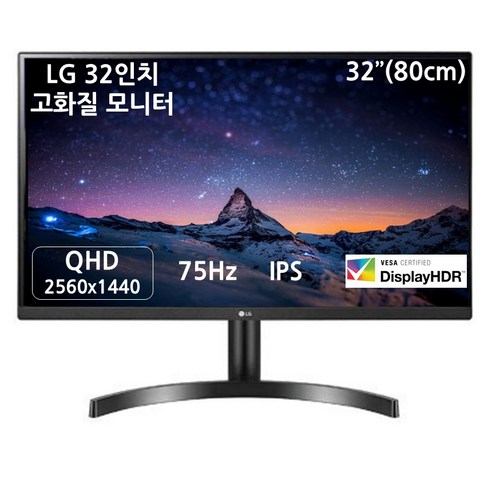 LG 32인치
고화질 모니터
32”(80cm)
QHD
2560x1440
75Hz
IPS
VESA CERTIFIED
DisplayHDR™
LG